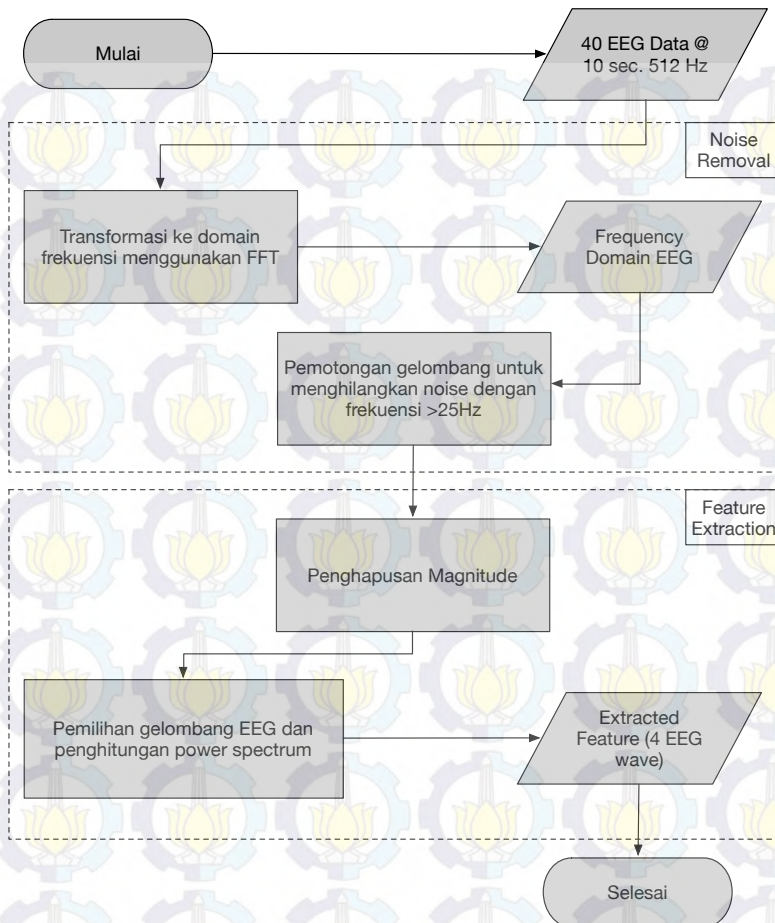 Mulai
40 EEG Data @
10 sec. 512 Hz
Noise
Removal
Transformasi ke domain
frekuensi menggunakan FFT
Frequency
Domain EEG
Pemotongan gelombang untuk
menghilangkan noise dengan
frekuensi >25Hz
Feature
Extraction
Penghapusan Magnitude
Pemilihan gelombang EEG dan
penghitungan power spectrum
Extracted
Feature (4 EEG
wave)
Selesai